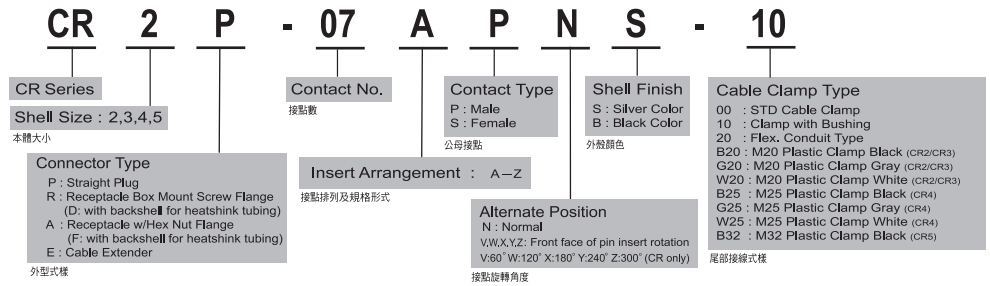 CR 2 P - 07 A P N S - 10
CR Series
Shell Size : 2,3,4,5
本體大小
Connector Type
P : Straight Plug
R : Receptacle Box Mount Screw Flange
(D: with backshell for heatshink tubing)
A : Receptacle w/Hex Nut Flange
(F: with backshell for heatshink tubing)
E : Cable Extender
外型式樣
Contact No.
接點數
Insert Arrangement : A–Z
接點排列及規格形式
Contact Type
P : Male
S : Female
公母接點
Alternate Position
N : Normal
V,W,X,Y,Z: Front face of pin insert rotation
V:60° W:120° X:180° Y:240° Z:300° (CR only)
接點旋轉角度
Shell Finish
S : Silver Color
B : Black Color
外殼顏色
Cable Clamp Type
00 : STD Cable Clamp
10 : Clamp with Bushing
20 : Flex. Conduit Type
B20 : M20 Plastic Clamp Black (CR2/CR3)
G20 : M20 Plastic Clamp Gray (CR2/CR3)
W20 : M20 Plastic Clamp White (CR2/CR3)
B25 : M25 Plastic Clamp Black (CR4)
G25 : M25 Plastic Clamp Gray (CR4)
W25 : M25 Plastic Clamp White (CR4)
B32 : M32 Plastic Clamp Black (CR5)
尾部接線式樣